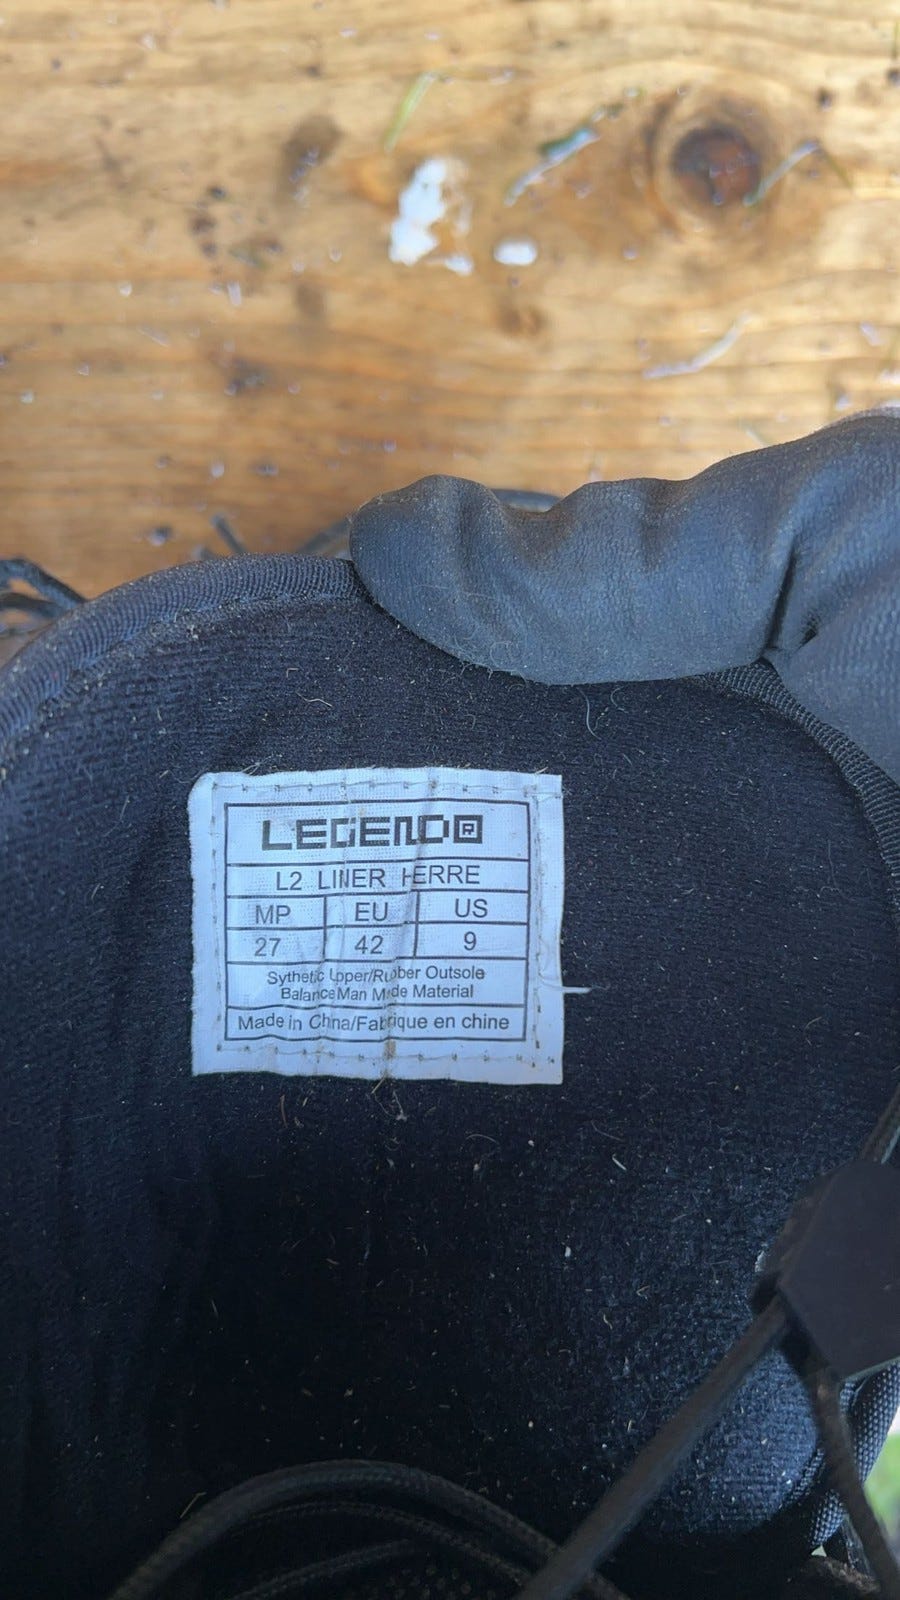 LEGEND®
L2 LINER HERRE
MP EU US
27 42 9
Sythetic Upper/Rubber Outsole
Balance Man Made Material
Made in China/Fabrique en chine